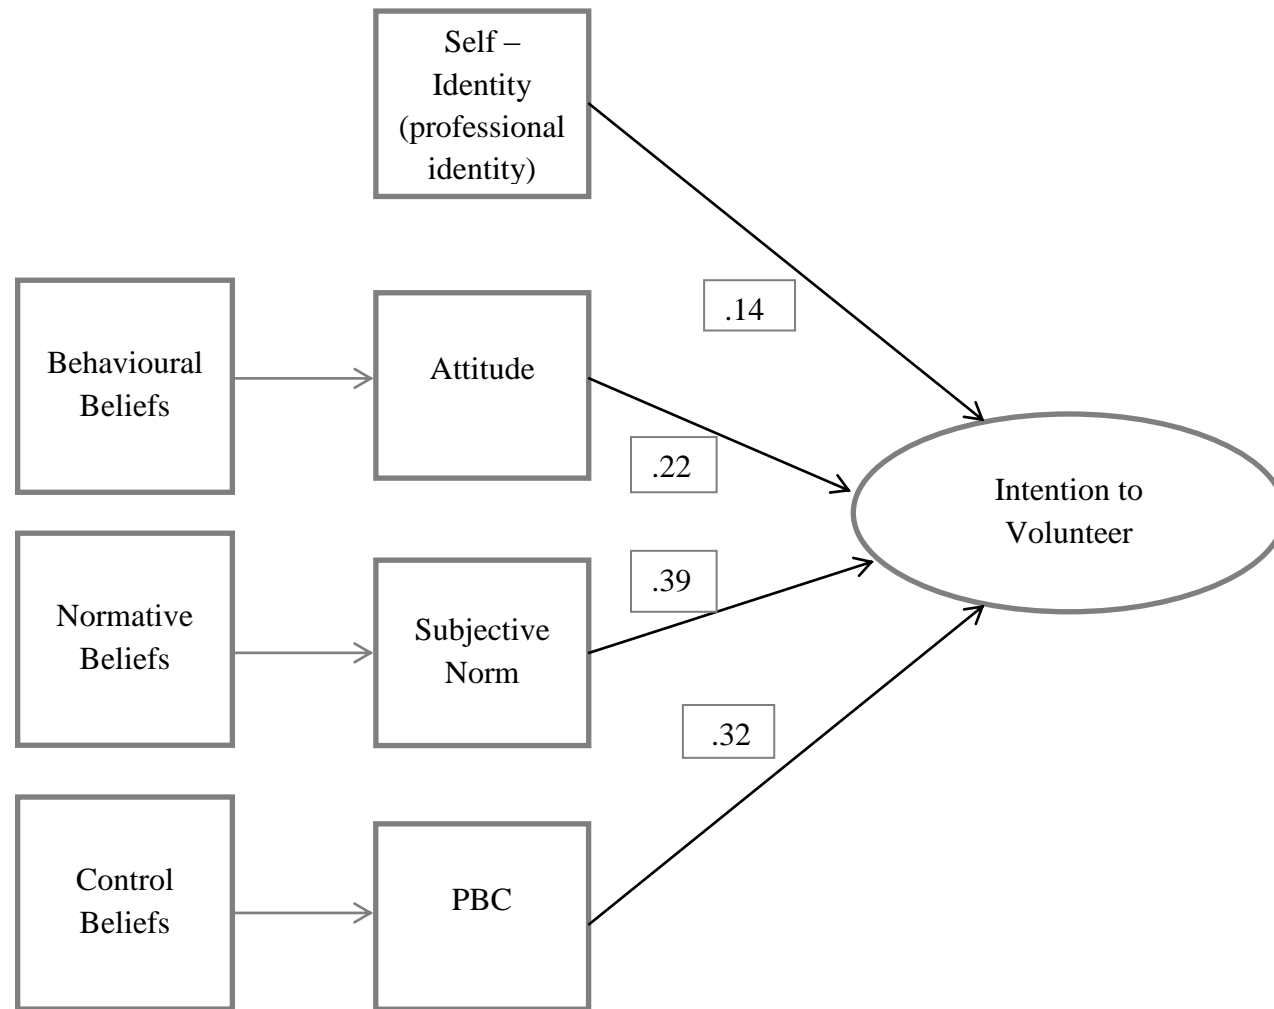 Self –
Identity
(professional
identity)
.14
Behavioural
Beliefs
Attitude
.22
Intention to
Volunteer
.39
Normative
Beliefs
Subjective
Norm
.32
Control
Beliefs
PBC